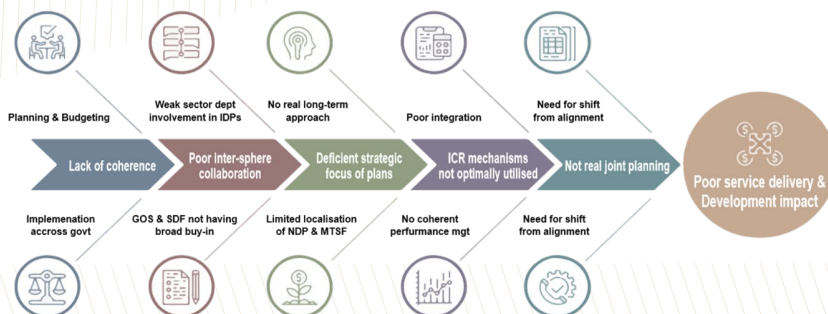 Planning & Budgeting
Weak sector dept
involvement in IDPs
No real long-term
approach
Poor integration
Need for shift
from alignment
Lack of coherence
Poor inter-sphere
collaboration
Deficient strategic
focus of plans
ICR mechanisms
not optimally utilised
Not real joint planning
Poor service delivery &
Development impact
Implemenation
accross govt
GOS & SDF not having
broad buy-in
Limited localisation
of NDP & MTSF
No coherent
perfurmance mgt
Need for shift
from alignment